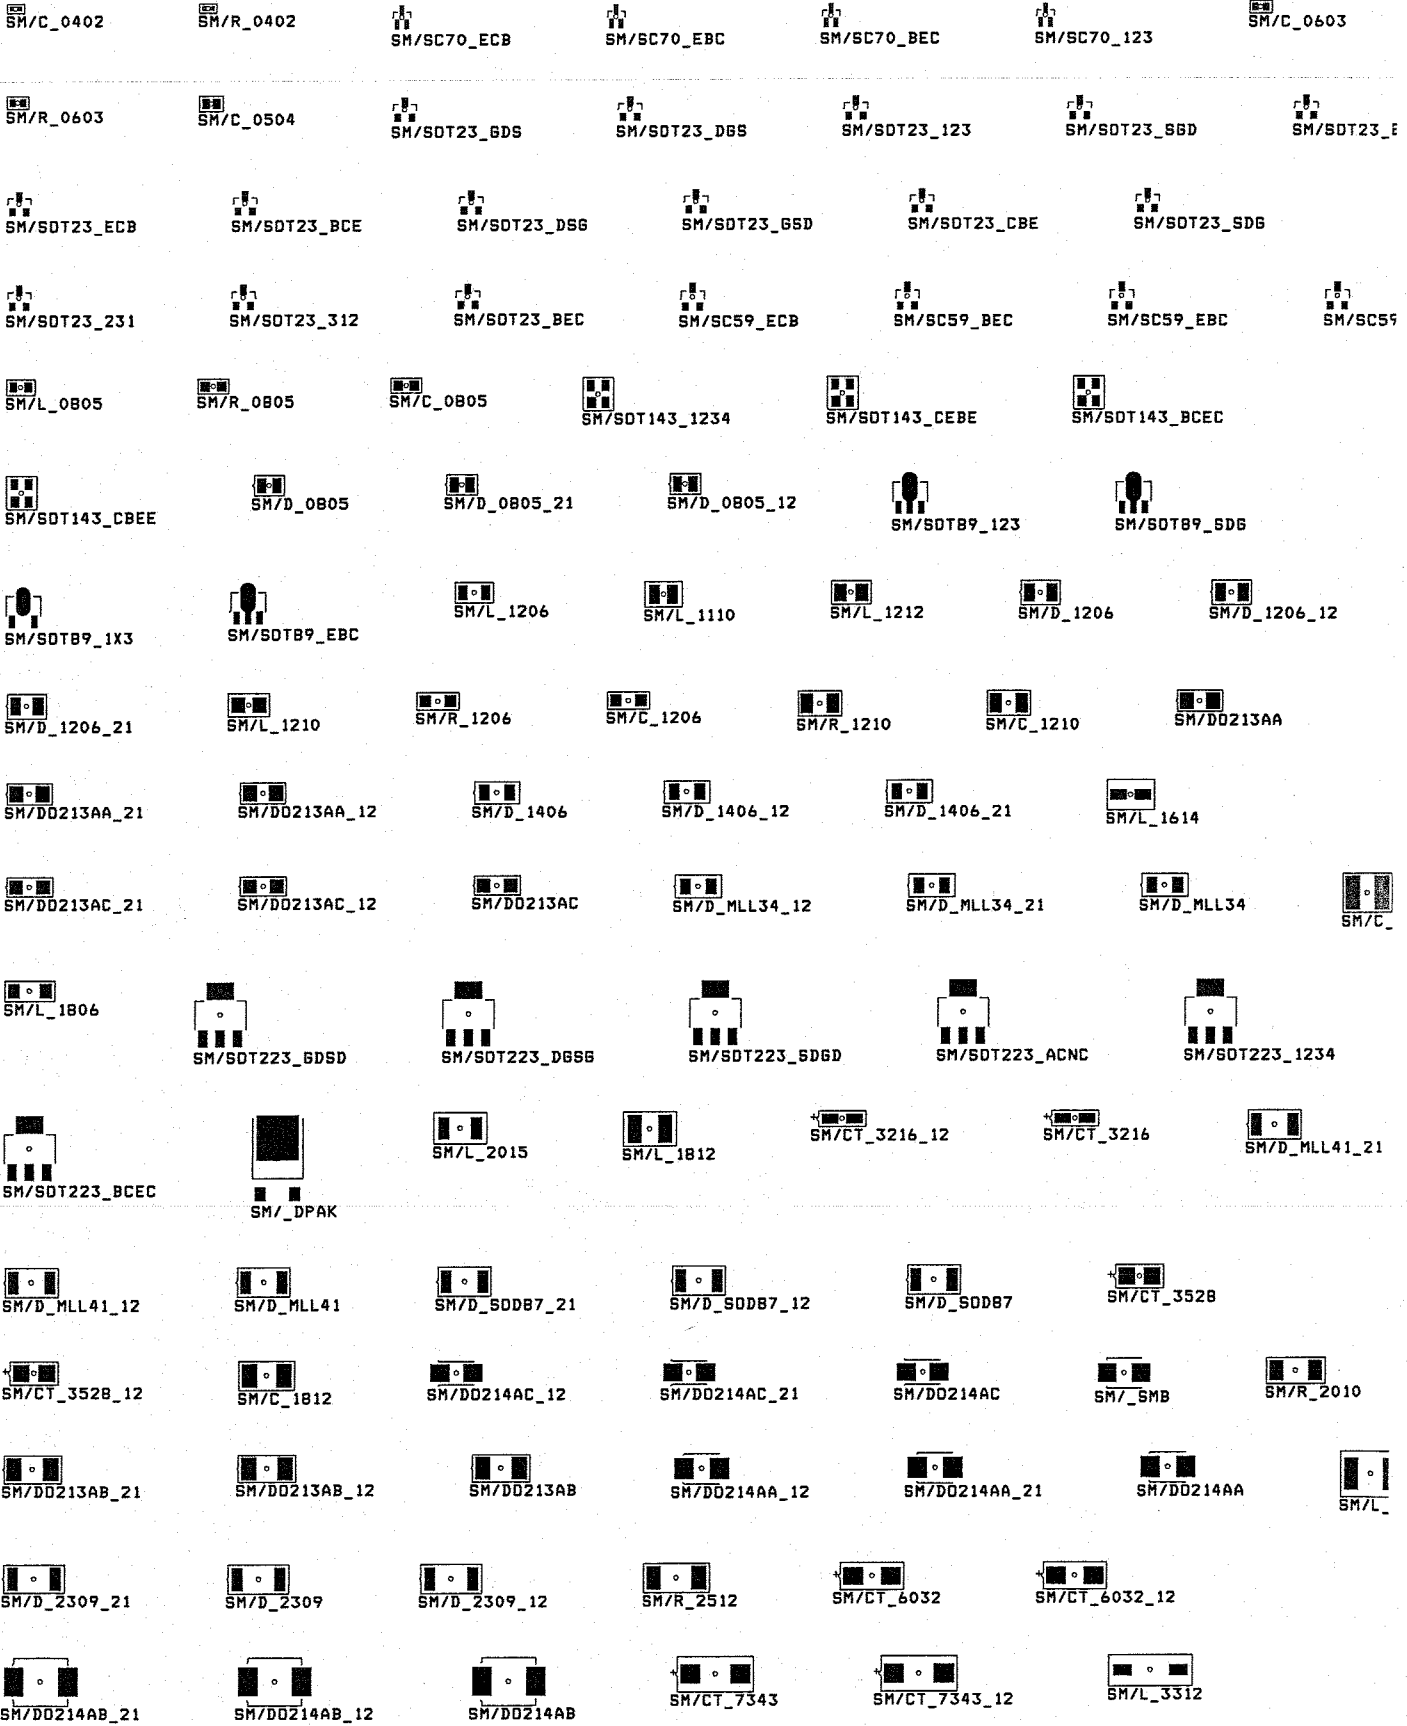 SM/C_0402 SM/R_0402 SM/SC70_ECB SM/SC70_EBC SM/SC70_BEC SM/SC70_123 SM/C_0603
SM/R_0603 SM/C_0504 SM/SOT23_GDS SM/SOT23_DGS SM/SOT23_123 SM/SOT23_SGD SM/SOT23_E
SM/SOT23_ECB SM/SOT23_BCE SM/SOT23_DSG SM/SOT23_GSD SM/SOT23_CBE SM/SOT23_SDG
SM/SOT23_231 SM/SOT23_312 SM/SOT23_BEC SM/SC59_ECB SM/SC59_BEC SM/SC59_EBC SM/SC59
SM/L_0805 SM/R_0805 SM/C_0805 SM/SOT143_1234 SM/SOT143_CEBE SM/SOT143_BCEC
SM/SOT143_CBEE SM/D_0805 SM/D_0805_21 SM/D_0805_12 SM/SOT89_123 SM/SOT89_SDG
SM/SOT89_1X3 SM/SOT89_EBC SM/L_1206 SM/L_1110 SM/L_1212 SM/D_1206 SM/D_1206_12
SM/D_1206_21 SM/L_1210 SM/R_1206 SM/C_1206 SM/R_1210 SM/C_1210 SM/DO213AA
SM/DO213AA_21 SM/DO213AA_12 SM/D_1406 SM/D_1406_12 SM/D_1406_21 SM/L_1614
SM/DO213AC_21 SM/DO213AC_12 SM/DO213AC SM/D_MLL34_12 SM/D_MLL34_21 SM/D_MLL34 SM/C_
SM/L_1806 SM/SOT223_GDSD SM/SOT223_DGSG SM/SOT223_SDGD SM/SOT223_ACNC SM/SOT223_1234
SM/SOT223_BCEC SM/_DPAK SM/L_2015 SM/L_1812 SM/CT_3216_12 SM/CT_3216 SM/D_MLL41_21
SM/D_MLL41_12 SM/D_MLL41 SM/D_SOD87_21 SM/D_SOD87_12 SM/D_SOD87 SM/CT_3528
SM/CT_3528_12 SM/C_1812 SM/DO214AC_12 SM/DO214AC_21 SM/DO214AC SM/_SMB SM/R_2010
SM/DO213AB_21 SM/DO213AB_12 SM/DO213AB SM/DO214AA_12 SM/DO214AA_21 SM/DO214AA SM/L_
SM/D_2309_21 SM/D_2309 SM/D_2309_12 SM/R_2512 SM/CT_6032 SM/CT_6032_12
SM/DO214AB_21 SM/DO214AB_12 SM/DO214AB SM/CT_7343 SM/CT_7343_12 SM/L_3312